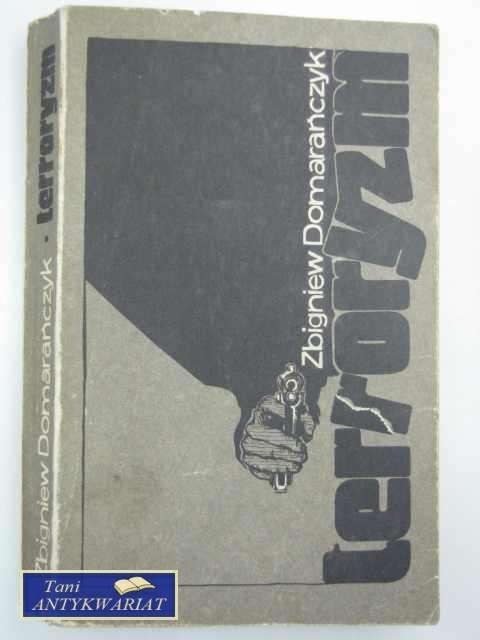 Zbigniew Domarańczyk
terroryzm
Zbigniew Domarańczyk · terroryzm
Tani
ANTYKWARIAT